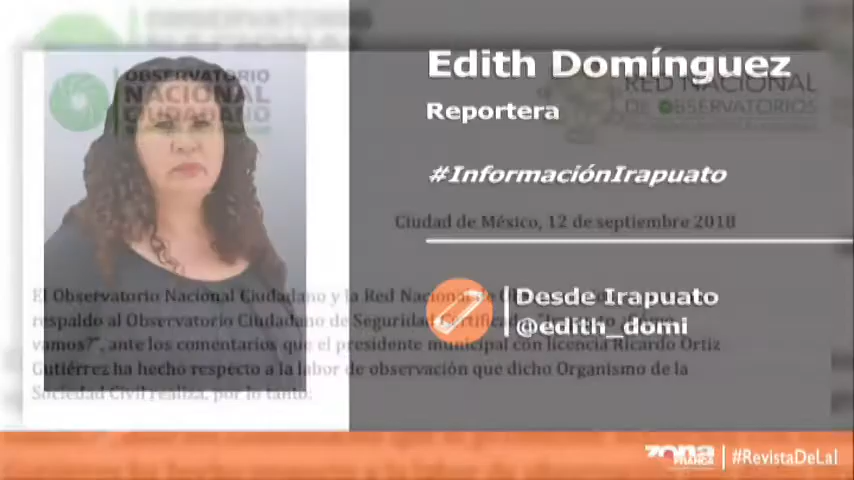 OBSERVATORIO
NACIONAL
CIUDADANO
Edith Domínguez
RED NACIONAL
DE OBSERVATORIOS
Reportera
#InformaciónIrapuato
Ciudad de México, 12 de septiembre 2018
Desde Irapuato
@edith_domi
El Observatorio Nacional Ciudadano y la Red Nacional de
respaldo al Observatorio Ciudadano de Seguridad
vamos?", ante los comentarios que el presidente municipal con licencia Ricardo Ortiz
Gutiérrez ha hecho respecto a la labor de observación que dicho Organismo de la
Sociedad Civil realiza, por lo tanto:
zona
FRANCA
#RevistaDeLaI